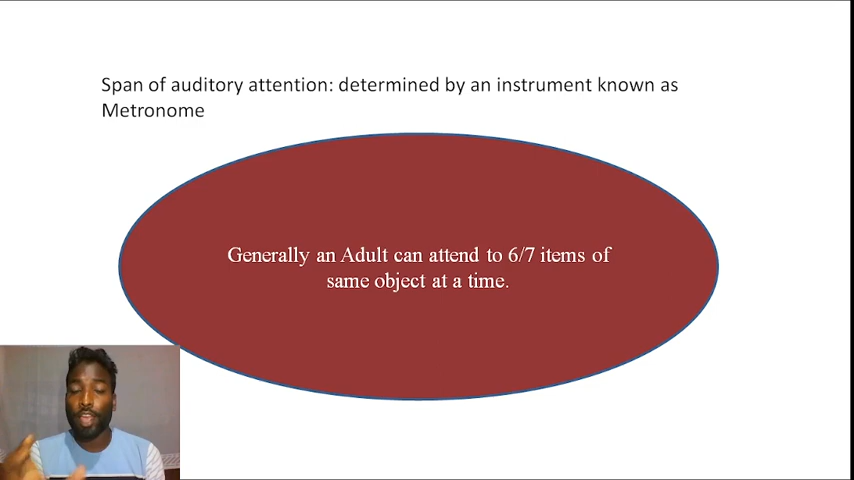 Span of auditory attention: determined by an instrument known as
Metronome
Generally an Adult can attend to 6/7 items of
same object at a time.